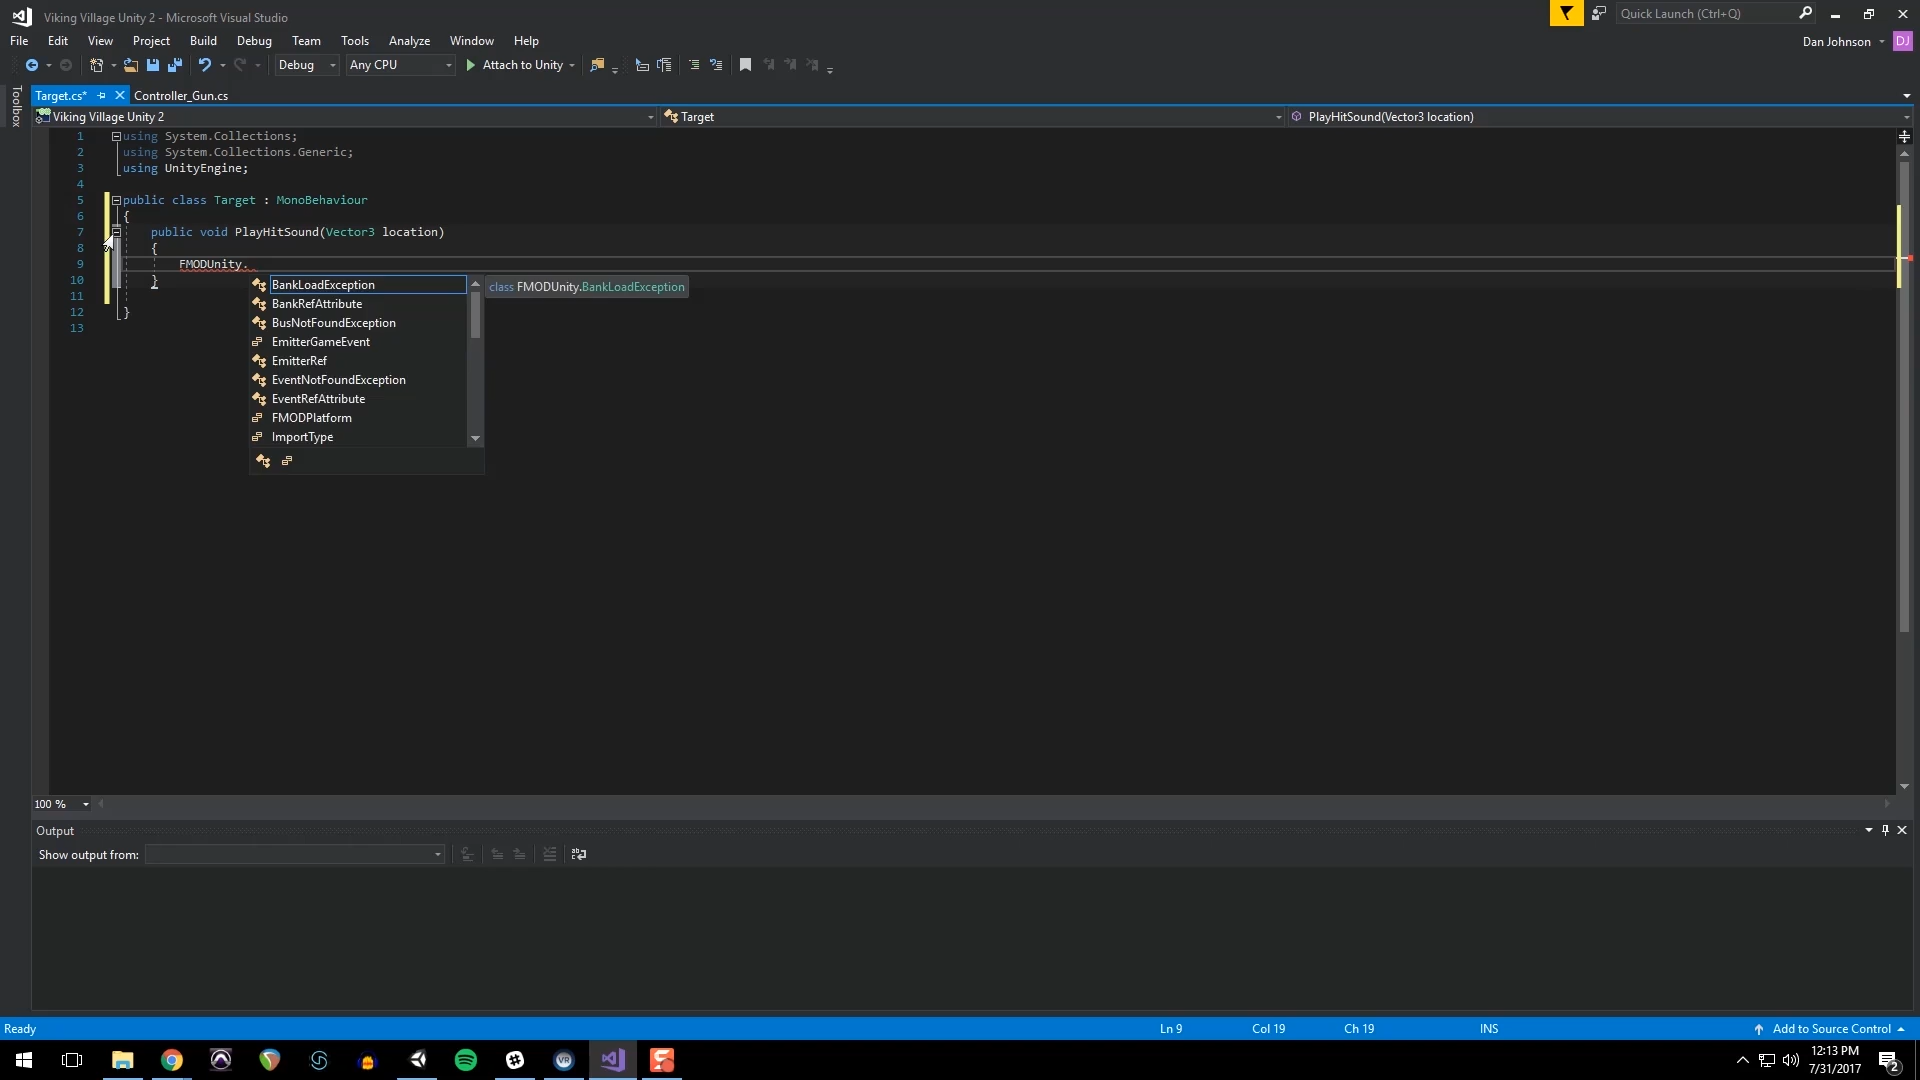 Viking Village Unity 2 - Microsoft Visual Studio
Quick Launch (Ctrl+Q)
File Edit View Project Build Debug Team Tools Analyze Window Help
Dan Johnson DJ
Debug Any CPU Attach to Unity
Toolbox
Target.cs* Controller_Gun.cs
Viking Village Unity 2 Target PlayHitSound(Vector3 location)
1 using System.Collections;
2 using System.Collections.Generic;
3 using UnityEngine;
4
5 public class Target : MonoBehaviour
6 {
7 public void PlayHitSound(Vector3 location)
8 {
9 FMODUnity.
10 }
11
12 }
13
BankLoadException class FMODUnity.BankLoadException
BankRefAttribute
BusNotFoundException
EmitterGameEvent
EmitterRef
EventNotFoundException
EventRefAttribute
FMODPlatform
ImportType
100 %
Output
Show output from:
Ready Ln 9 Col 19 Ch 19 INS Add to Source Control
VR
12:13 PM
7/31/2017
2